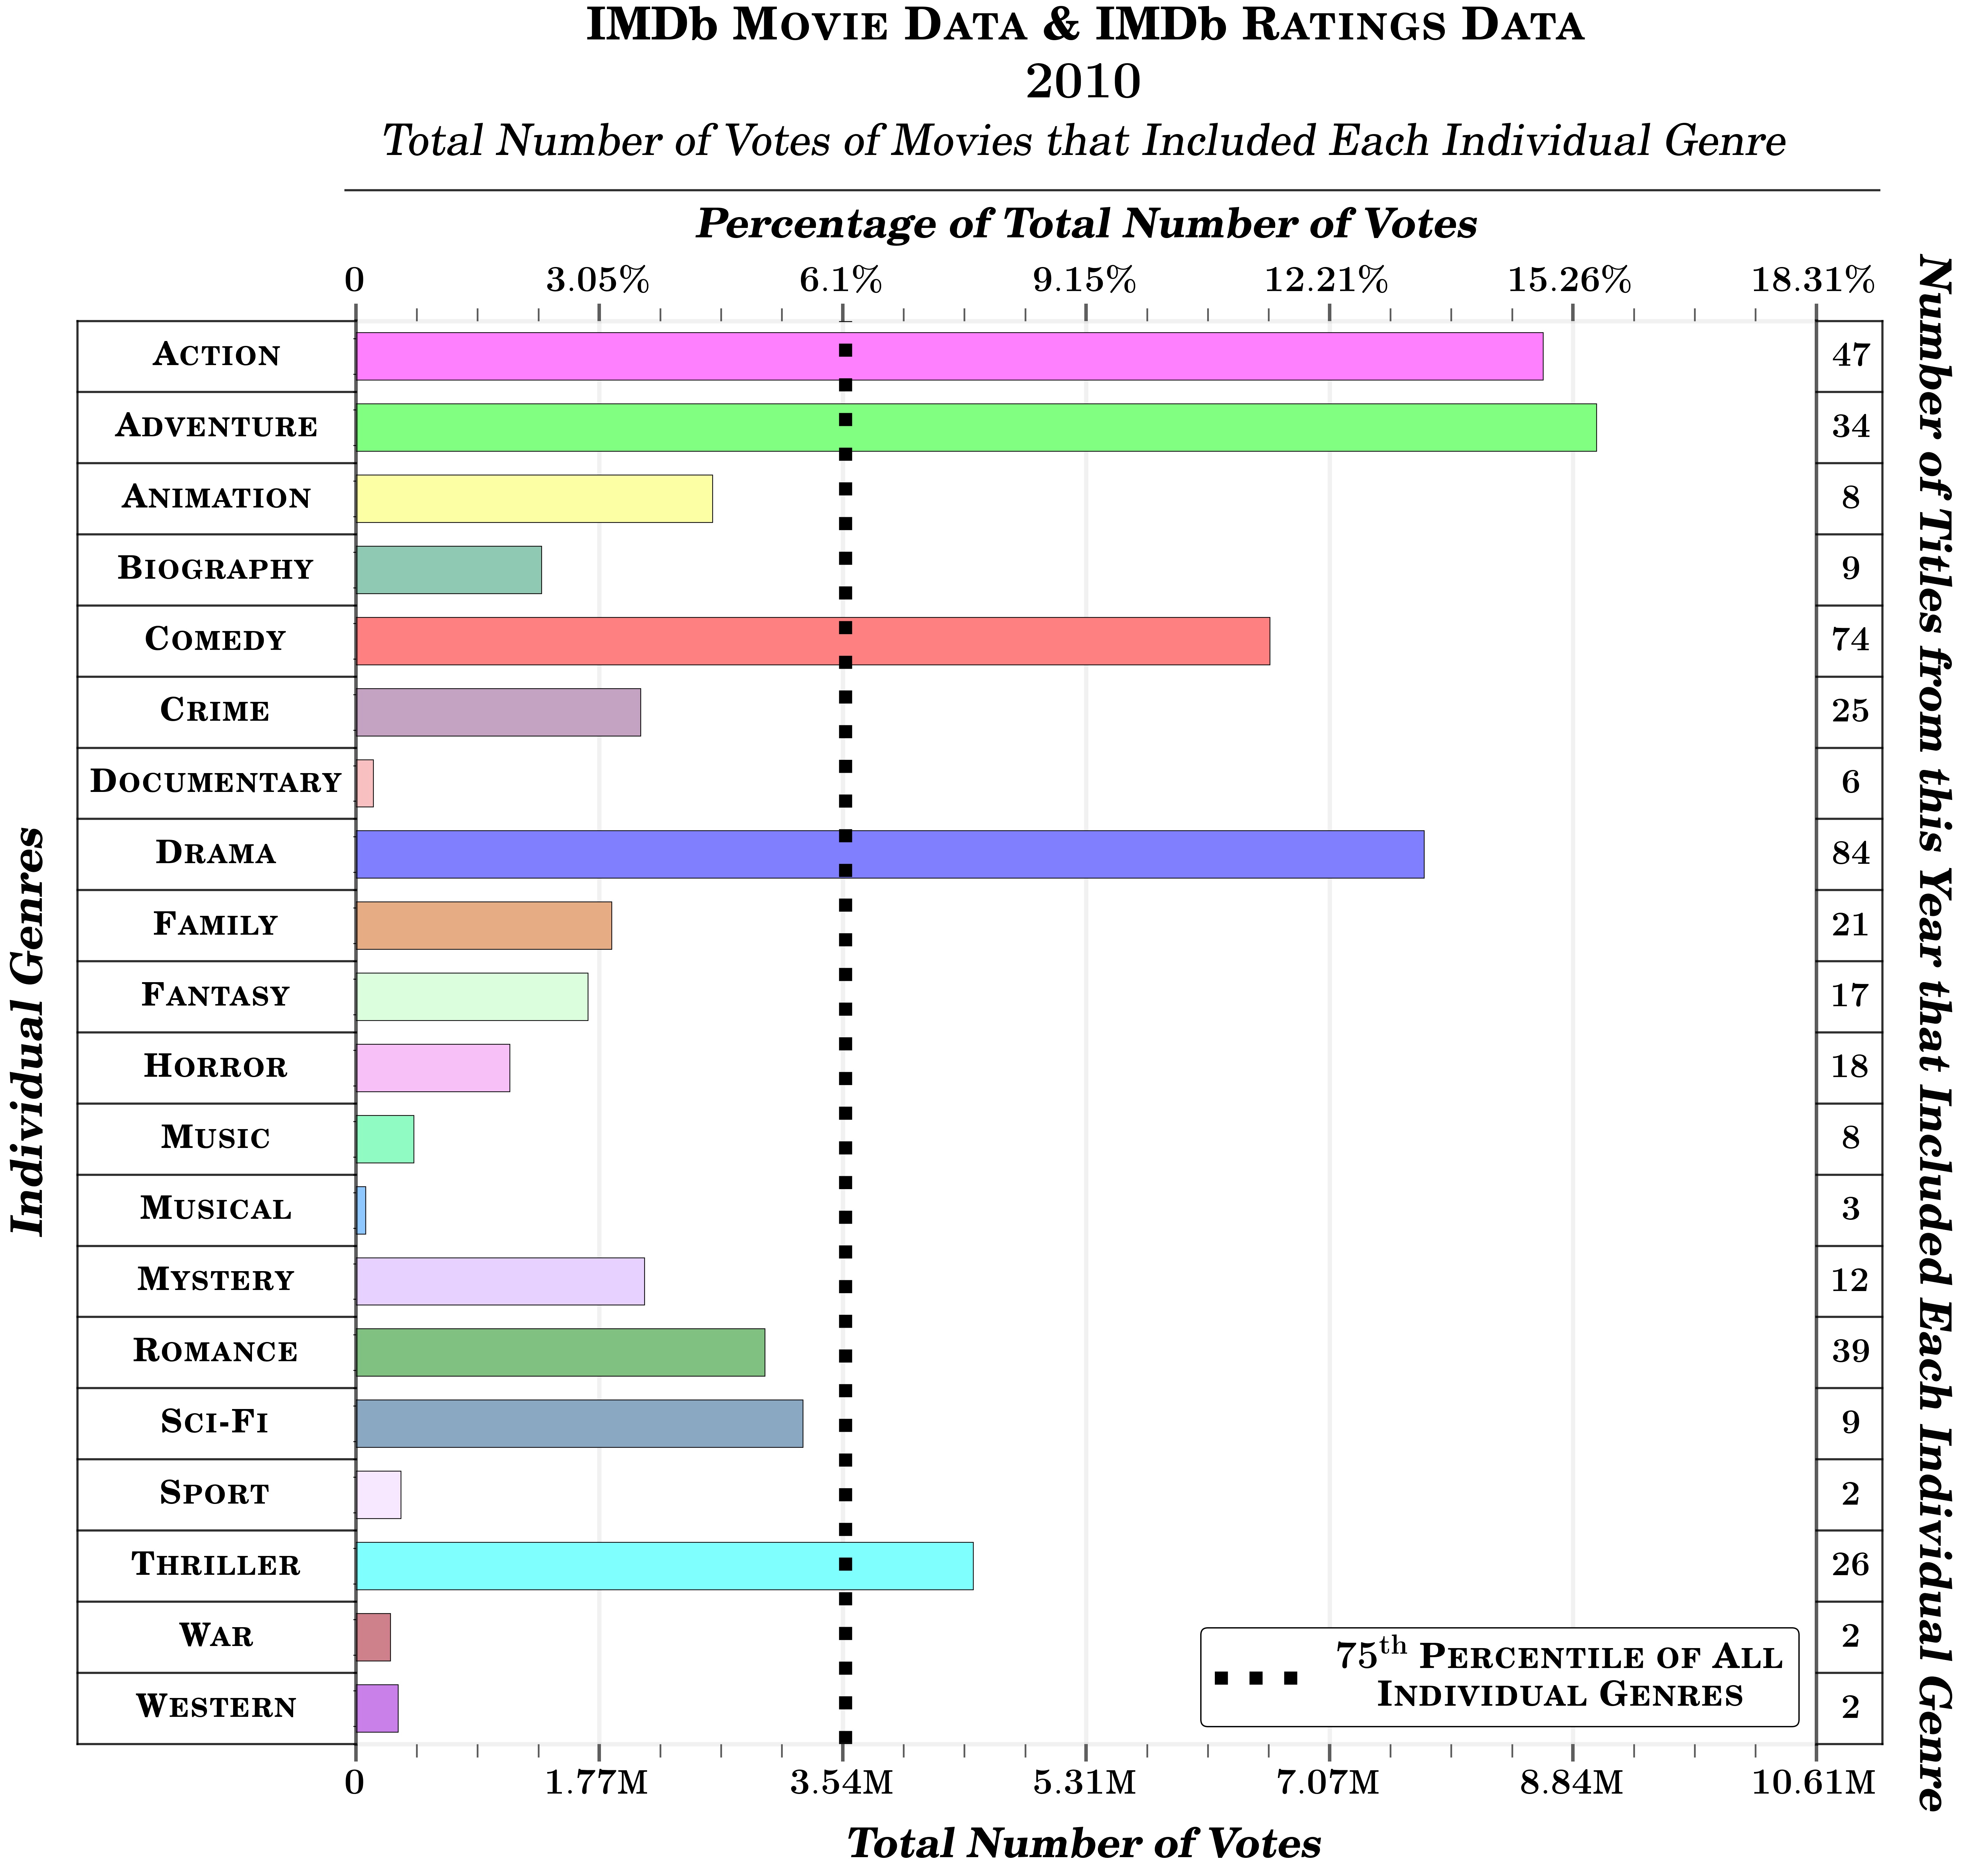 IMDb Movie Data & IMDb Ratings Data
2010
Total Number of Votes of Movies that Included Each Individual Genre
Percentage of Total Number of Votes
0 3.05% 6.1% 9.15% 12.21% 15.26% 18.31%
Action 47
Adventure 34
Animation 8
Biography 9
Comedy 74
Crime 25
Documentary 6
Drama 84
Family 21
Fantasy 17
Horror 18
Music 8
Musical 3
Mystery 12
Romance 39
Sci-Fi 9
Sport 2
Thriller 26
War 2
Western 2
75th Percentile of All
Individual Genres
0 1.77M 3.54M 5.31M 7.07M 8.84M 10.61M
Total Number of Votes
Individual Genres
Number of Titles from this Year that Included Each Individual Genre